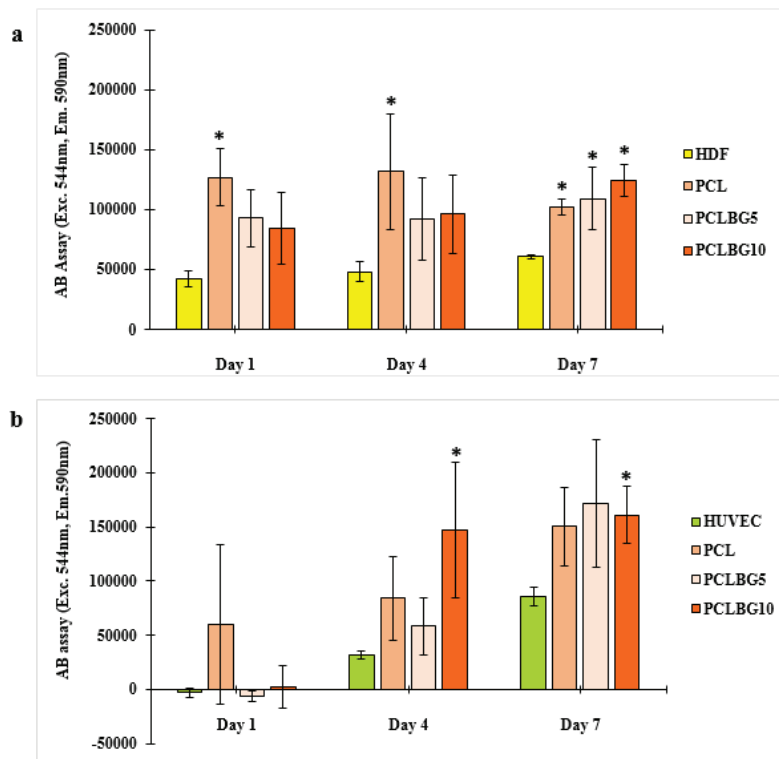 a
AB Assay (Exc. 544nm, Em. 590nm)
250000
200000
150000
100000
50000
0
* * * * *
Day 1 Day 4 Day 7
HDF
PCL
PCLBG5
PCLBG10
b
AB assay (Exc. 544nm, Em.590nm)
250000
200000
150000
100000
50000
0
-50000
* *
Day 1 Day 4 Day 7
HUVEC
PCL
PCLBG5
PCLBG10